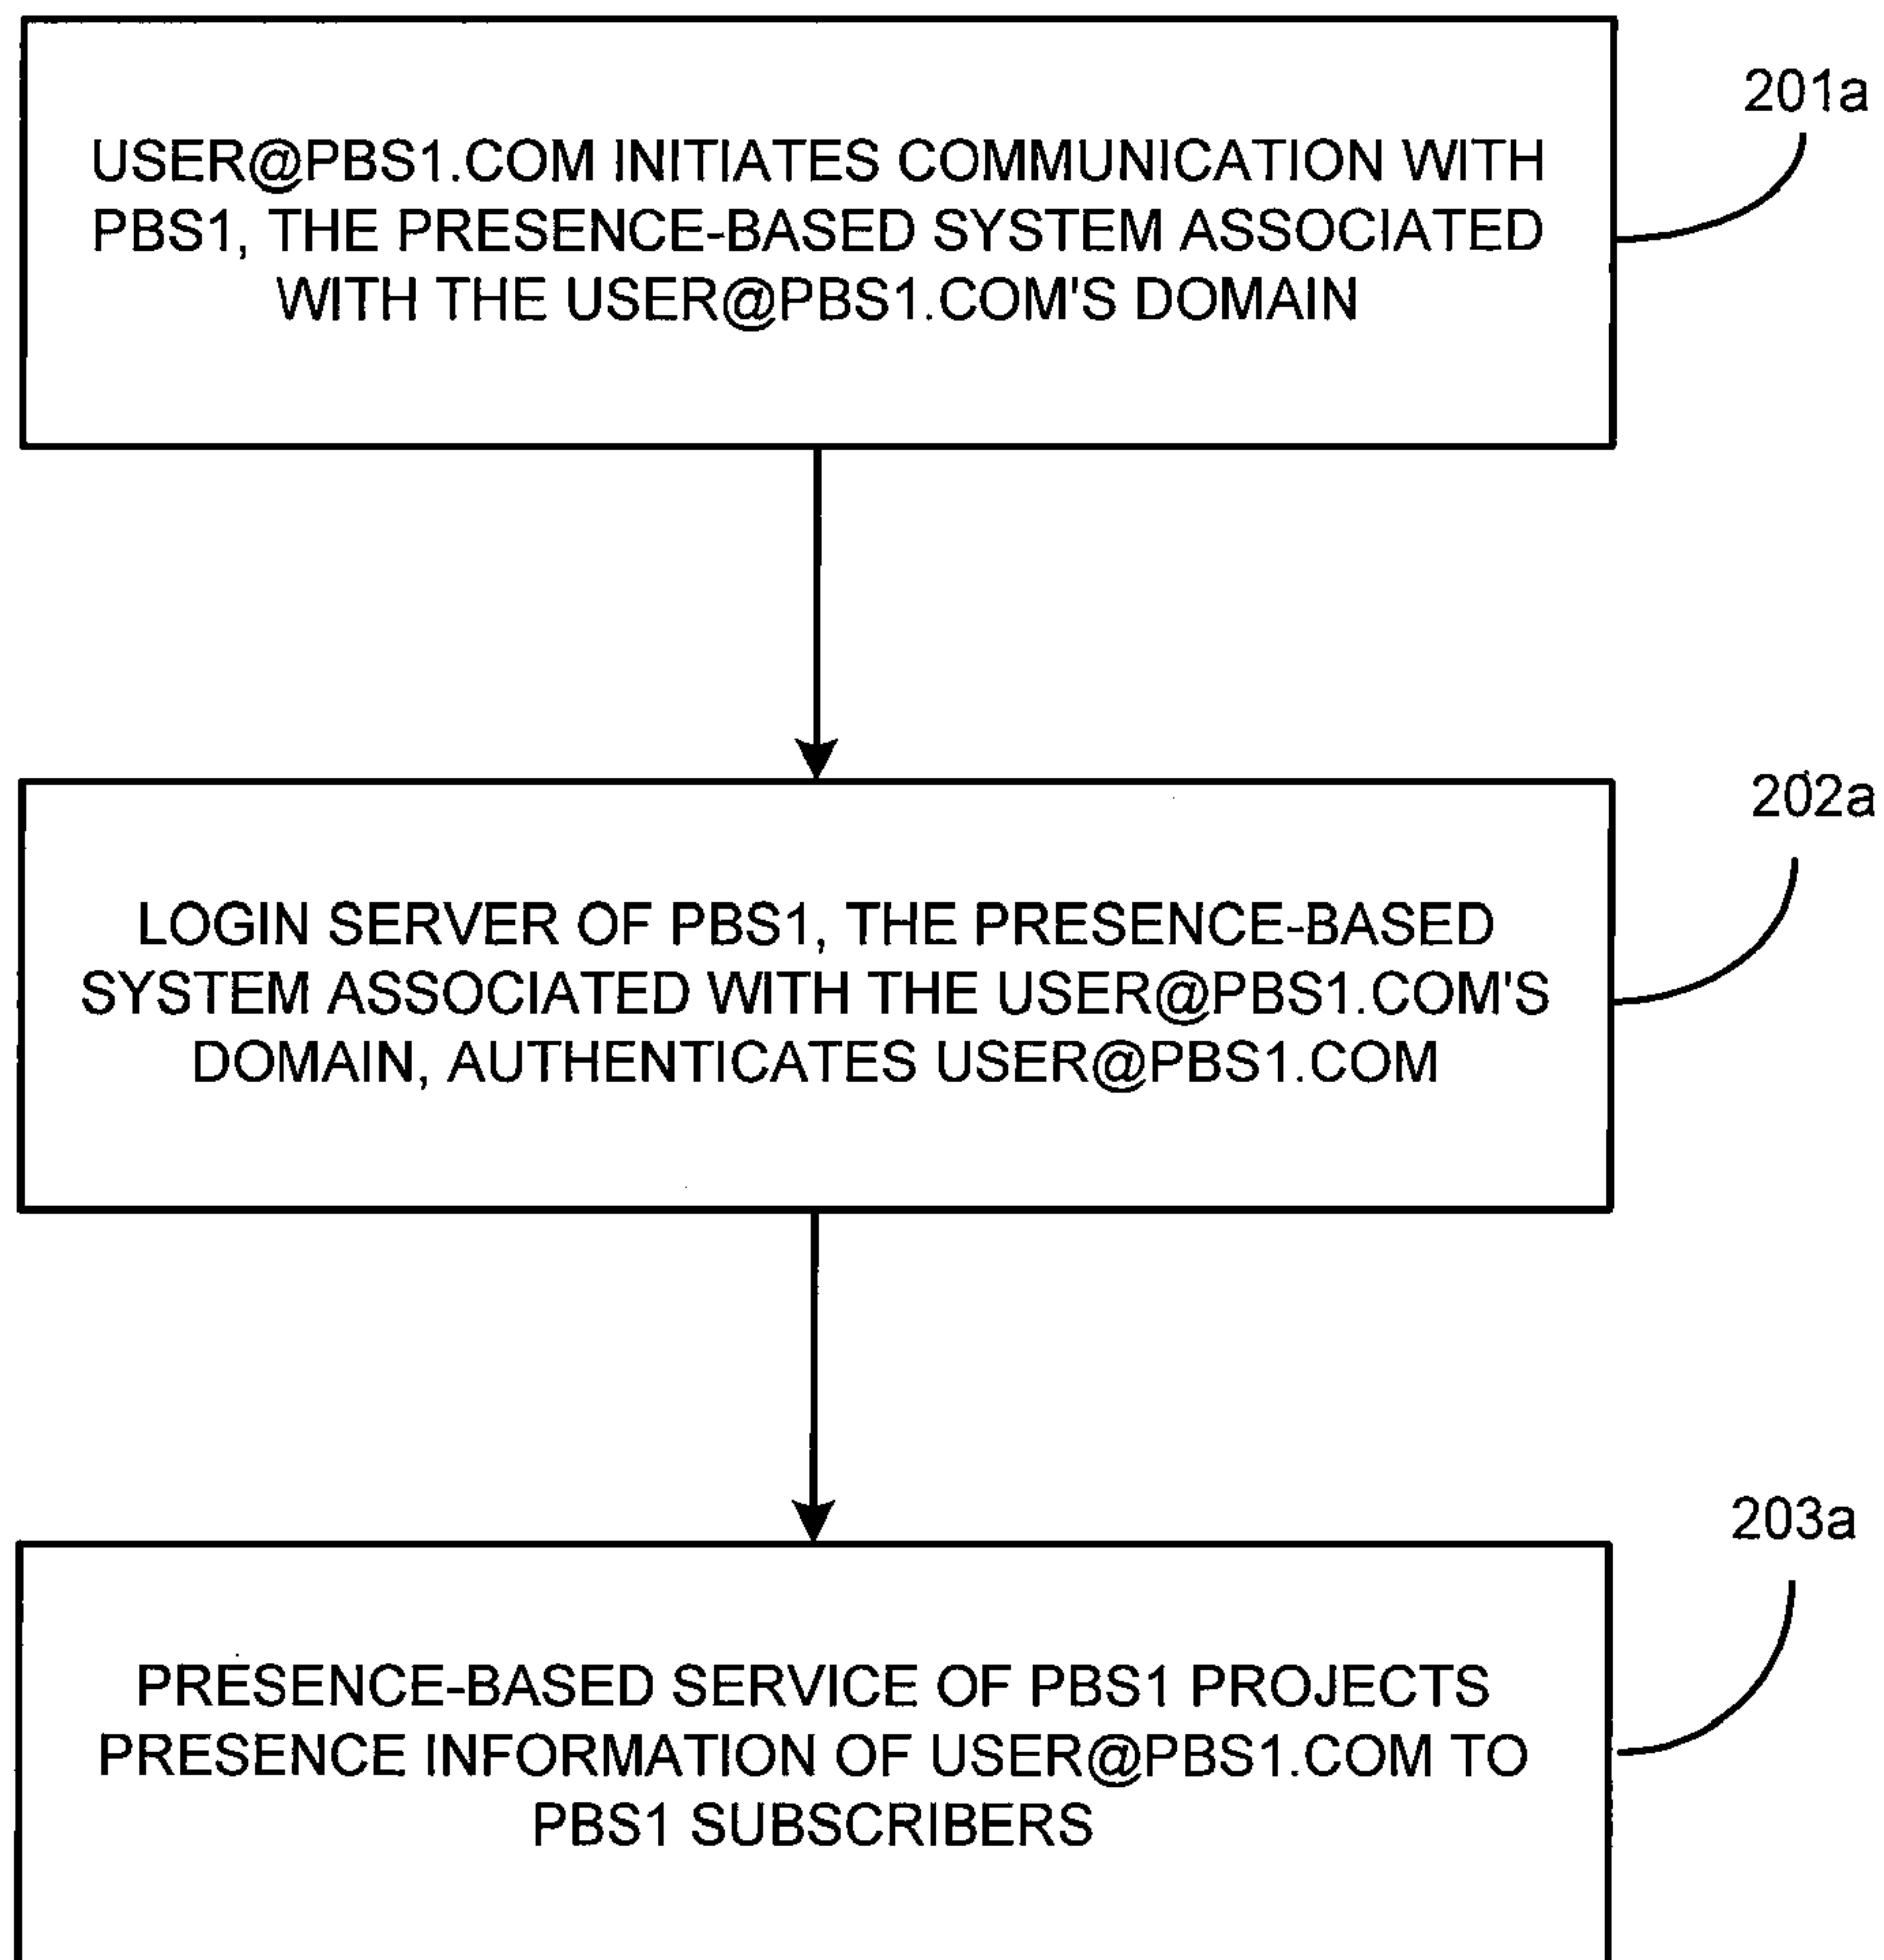 201a
USER@PBS1.COM INITIATES COMMUNICATION WITH
PBS1, THE PRESENCE-BASED SYSTEM ASSOCIATED
WITH THE USER@PBS1.COM'S DOMAIN
202a
LOGIN SERVER OF PBS1, THE PRESENCE-BASED
SYSTEM ASSOCIATED WITH THE USER@PBS1.COM'S
DOMAIN, AUTHENTICATES USER@PBS1.COM
203a
PRESENCE-BASED SERVICE OF PBS1 PROJECTS
PRESENCE INFORMATION OF USER@PBS1.COM TO
PBS1 SUBSCRIBERS